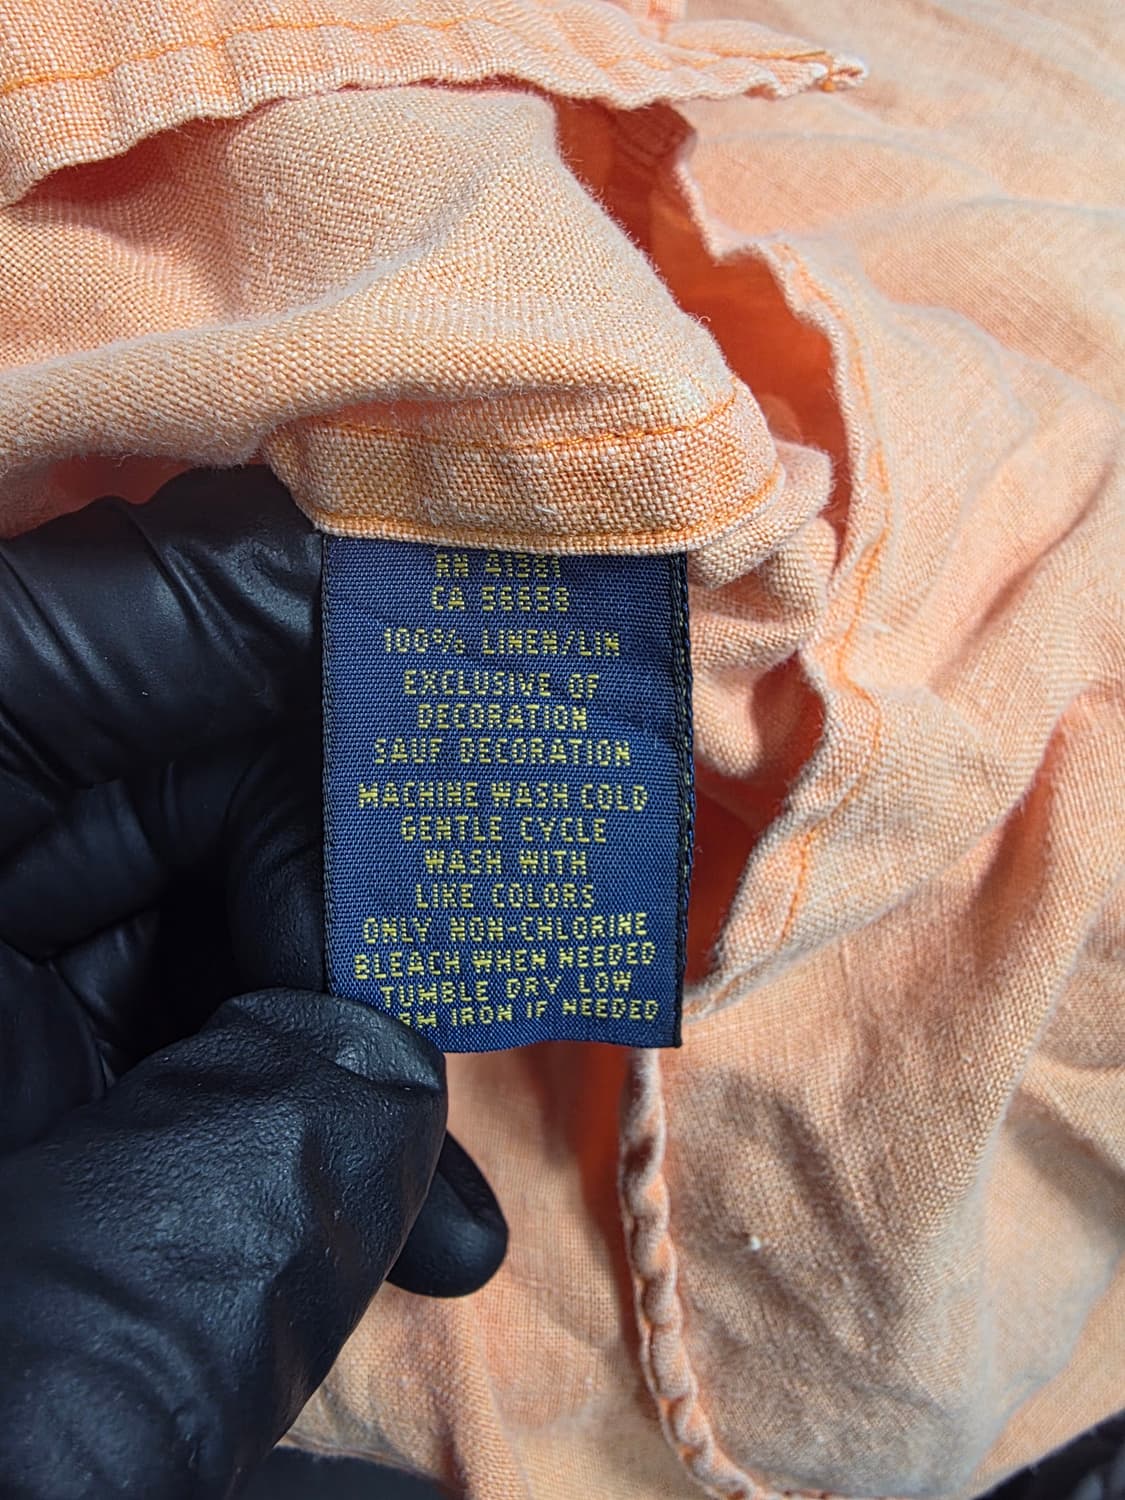 RN 41381
CA 56658
100% LINEN/LIN
EXCLUSIVE OF
DECORATION
SAUF DECORATION
MACHINE WASH COLD
GENTLE CYCLE
WASH WITH
LIKE COLORS
ONLY NON-CHLORINE
BLEACH WHEN NEEDED
TUMBLE DRY LOW
IRON IF NEEDED